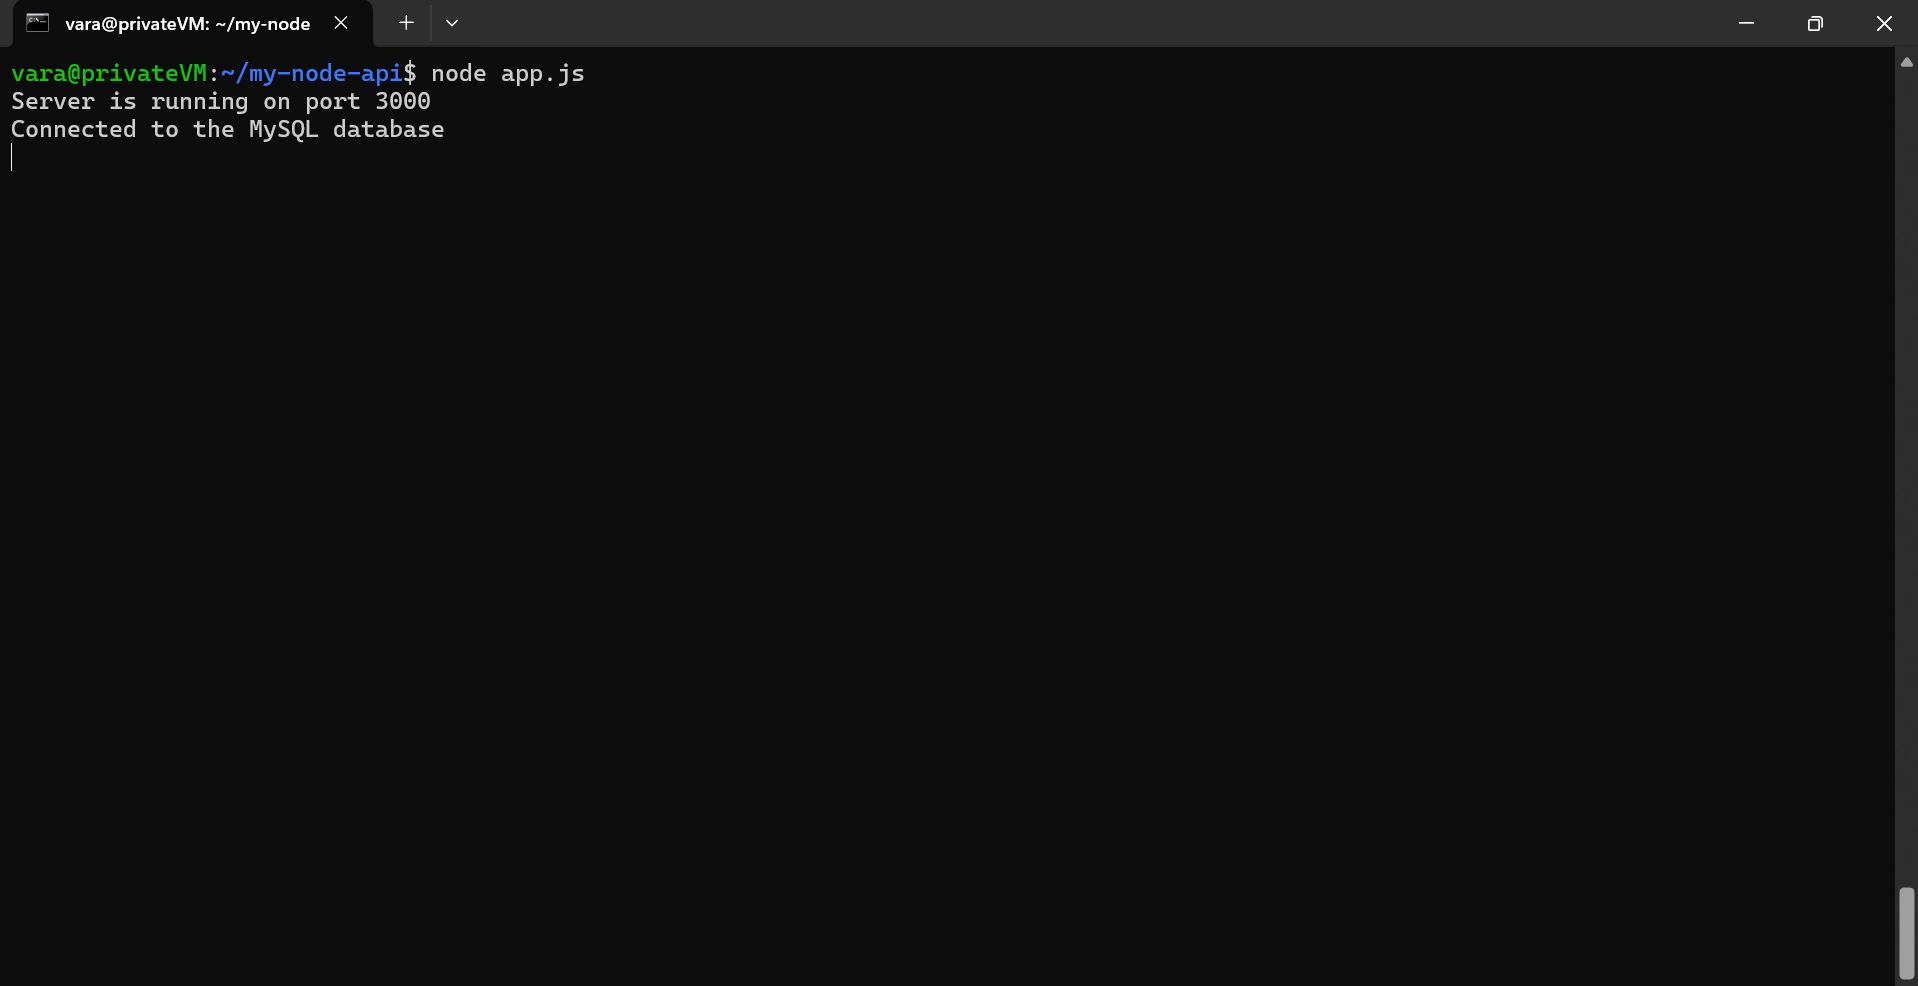 vara@privateVM: ~/my-node
vara@privateVM:~/my-node-api$ node app.js
Server is running on port 3000
Connected to the MySQL database